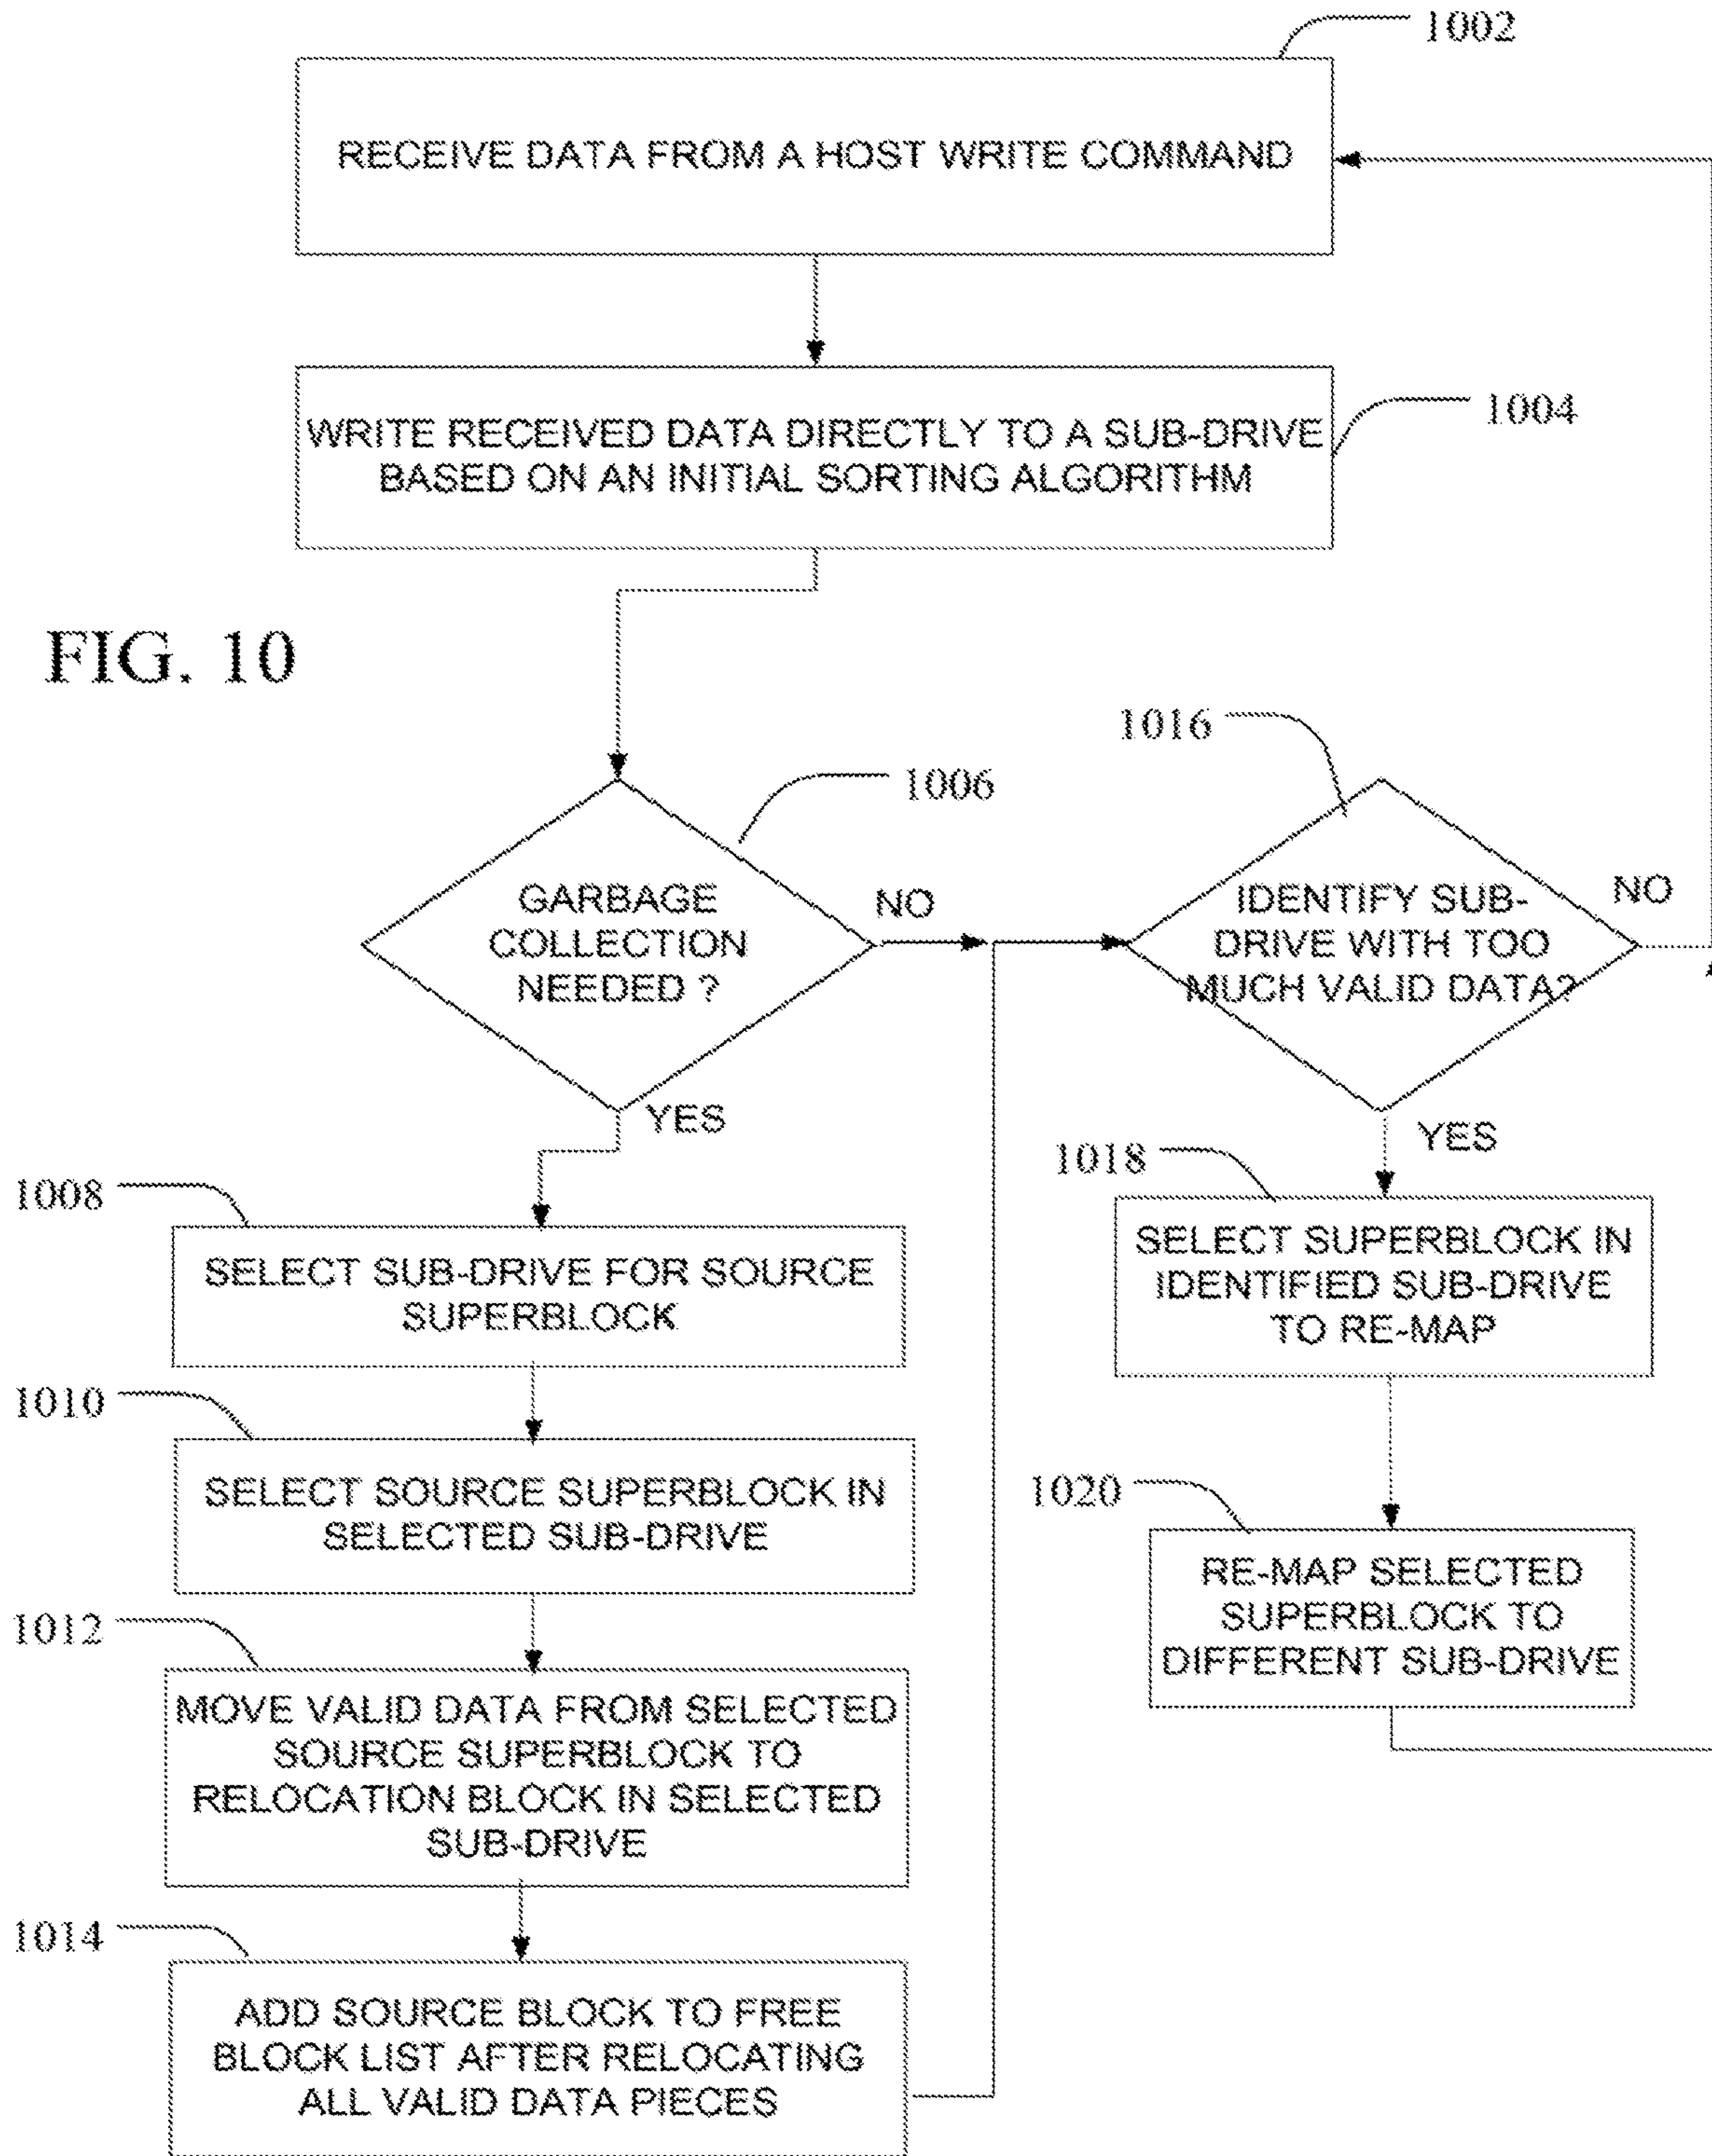 1002
RECEIVE DATA FROM A HOST WRITE COMMAND
1004
WRITE RECEIVED DATA DIRECTLY TO A SUB-DRIVE
BASED ON AN INITIAL SORTING ALGORITHM
FIG. 10
1006
GARBAGE
COLLECTION
NEEDED ?
NO
YES
1016
IDENTIFY SUB-
DRIVE WITH TOO
MUCH VALID DATA?
NO
YES
1008
SELECT SUB-DRIVE FOR SOURCE
SUPERBLOCK
1010
SELECT SOURCE SUPERBLOCK IN
SELECTED SUB-DRIVE
1012
MOVE VALID DATA FROM SELECTED
SOURCE SUPERBLOCK TO
RELOCATION BLOCK IN SELECTED
SUB-DRIVE
1014
ADD SOURCE BLOCK TO FREE
BLOCK LIST AFTER RELOCATING
ALL VALID DATA PIECES
1018
SELECT SUPERBLOCK IN
IDENTIFIED SUB-DRIVE
TO RE-MAP
1020
RE-MAP SELECTED
SUPERBLOCK TO
DIFFERENT SUB-DRIVE